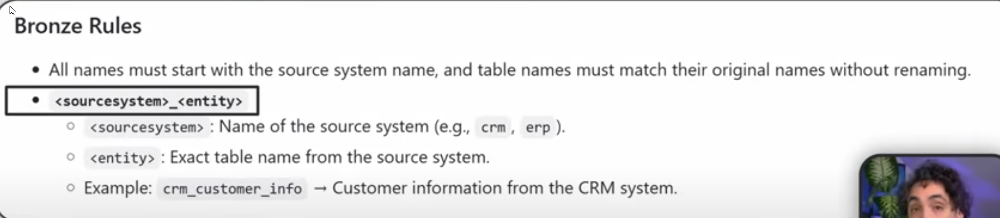 Bronze Rules
All names must start with the source system name, and table names must match their original names without renaming.
<sourcesystem>_<entity>
<sourcesystem> : Name of the source system (e.g., crm , erp ).
<entity> : Exact table name from the source system.
Example: crm_customer_info → Customer information from the CRM system.